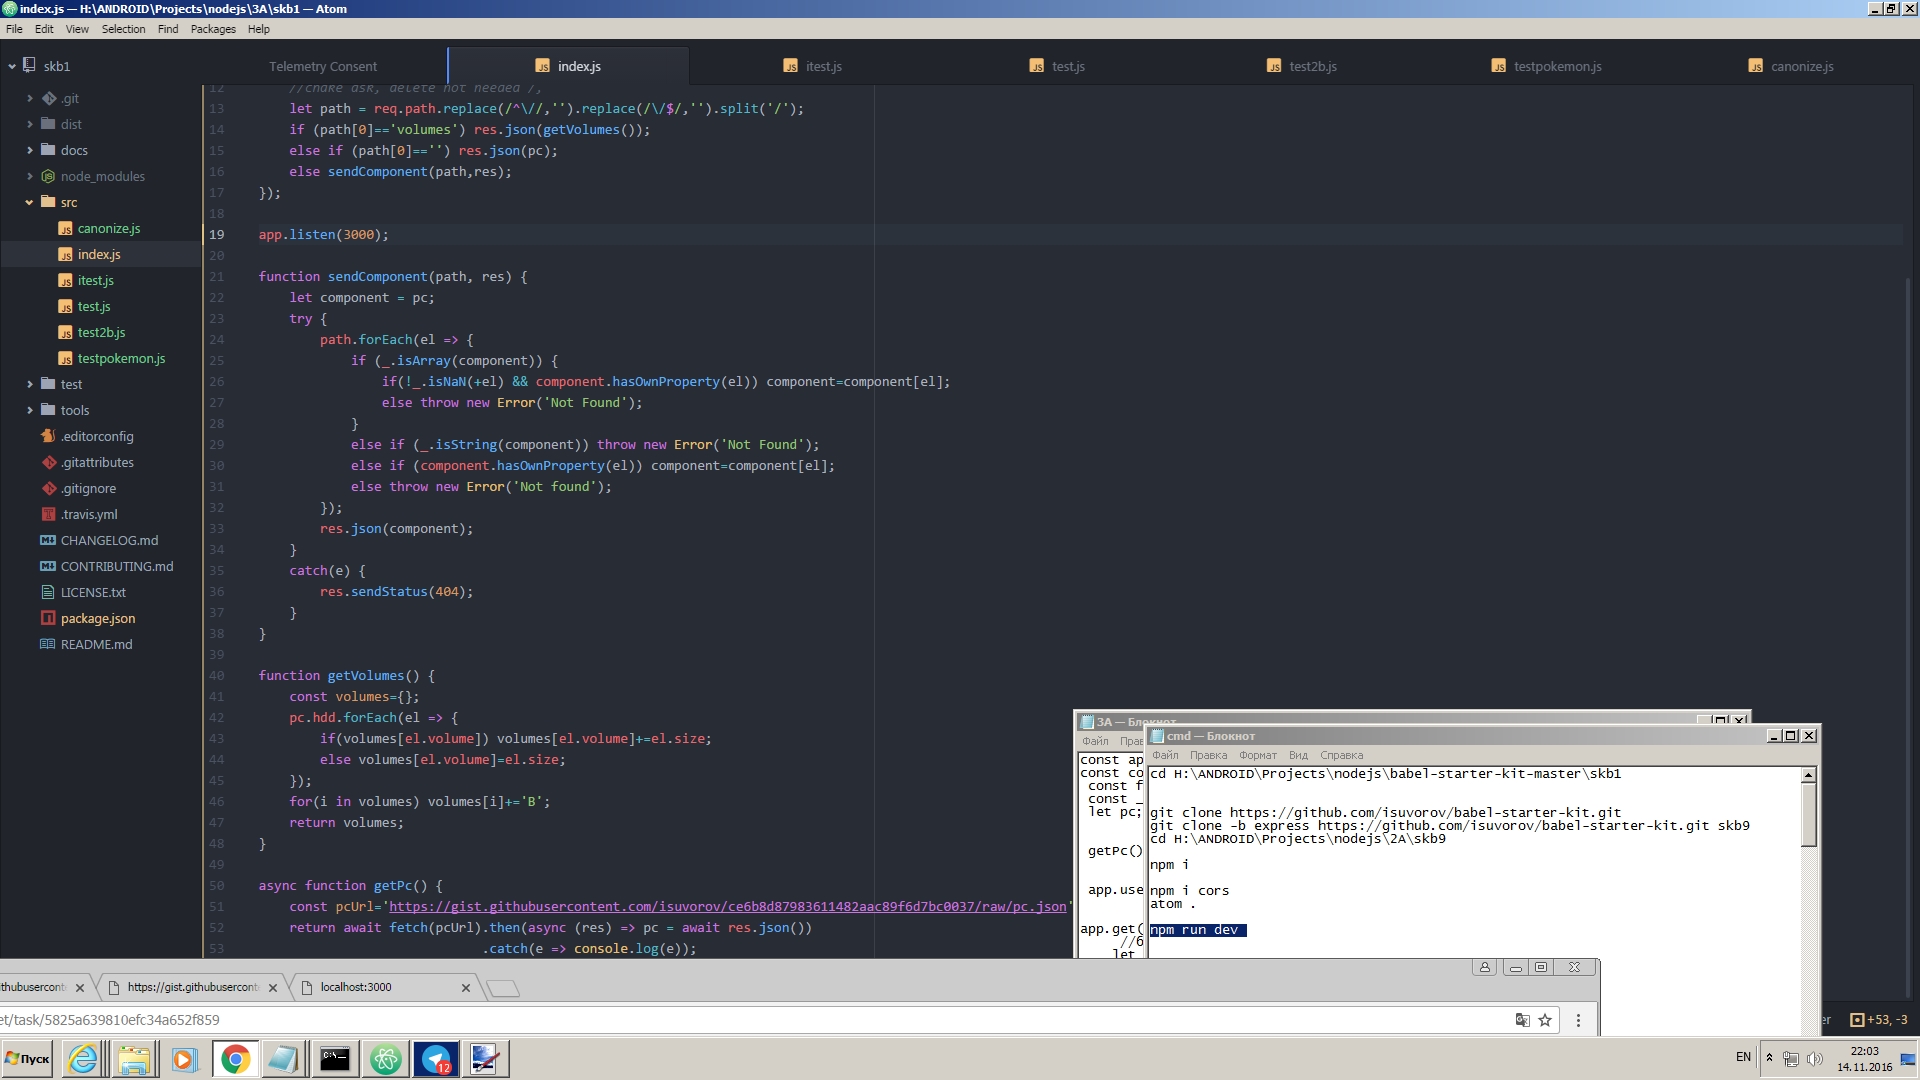 index.js — H:\ANDROID\Projects\nodejs\3A\skb1 — Atom
File Edit View Selection Find Packages Help
skb1
.git
dist
docs
node_modules
src
canonize.js
index.js
itest.js
test.js
test2b.js
testpokemon.js
test
tools
.editorconfig
.gitattributes
.gitignore
.travis.yml
CHANGELOG.md
CONTRIBUTING.md
LICENSE.txt
package.json
README.md
Telemetry Consent index.js itest.js test.js test2b.js testpokemon.js canonize.js
12 //chdke dsk, delete not needed /,
13 let path = req.path.replace(/^\//,'').replace(/\/$/,'').split('/');
14 if (path[0]=='volumes') res.json(getVolumes());
15 else if (path[0]=='') res.json(pc);
16 else sendComponent(path,res);
17 });
18
19 app.listen(3000);
20
21 function sendComponent(path, res) {
22 let component = pc;
23 try {
24 path.forEach(el => {
25 if (_.isArray(component)) {
26 if(!_.isNaN(+el) && component.hasOwnProperty(el)) component=component[el];
27 else throw new Error('Not Found');
28 }
29 else if (_.isString(component)) throw new Error('Not Found');
30 else if (component.hasOwnProperty(el)) component=component[el];
31 else throw new Error('Not found');
32 });
33 res.json(component);
34 }
35 catch(e) {
36 res.sendStatus(404);
37 }
38 }
39
40 function getVolumes() {
41 const volumes={};
42 pc.hdd.forEach(el => {
43 if(volumes[el.volume]) volumes[el.volume]+=el.size;
44 else volumes[el.volume]=el.size;
45 });
46 for(i in volumes) volumes[i]+='B';
47 return volumes;
48 }
49
50 async function getPc() {
51 const pcUrl='https://gist.githubusercontent.com/isuvorov/ce6b8d87983611482aac89f6d7bc0037/raw/pc.json'
52 return await fetch(pcUrl).then(async (res) => pc = await res.json())
53 .catch(e => console.log(e));
3A — Блокнот
Файл Прав
const ap
const co
const f
const _
let pc;
getPc()
app.use
app.get(
//6
let
cmd — Блокнот
Файл Правка Формат Вид Справка
cd H:\ANDROID\Projects\nodejs\babel-starter-kit-master\skb1
git clone https://github.com/isuvorov/babel-starter-kit.git
git clone -b express https://github.com/isuvorov/babel-starter-kit.git skb9
cd H:\ANDROID\Projects\nodejs\2A\skb9
npm i
npm i cors
atom .
npm run dev
ithubusercont https://gist.githubusercont localhost:3000
et/task/5825a639810efc34a652f859
er +53, -3
Пуск
C:\
12
EN
22:03
14.11.2016